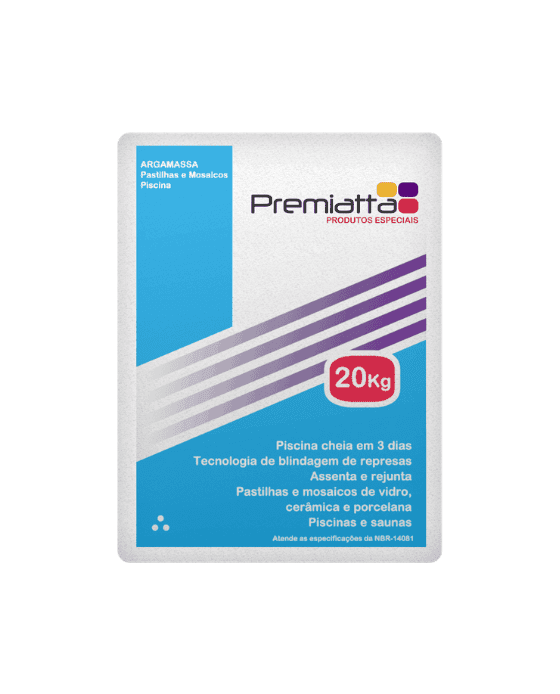 ARGAMASSA
Pastilhas e Mosaicos
Piscina
Premiatta
PRODUTOS ESPECIAIS
20Kg
Piscina cheia em 3 dias
Tecnologia de blindagem de represas
Assenta e rejunta
Pastilhas e mosaicos de vidro,
cerâmica e porcelana
Piscinas e saunas
Atende as especificações da NBR-14081